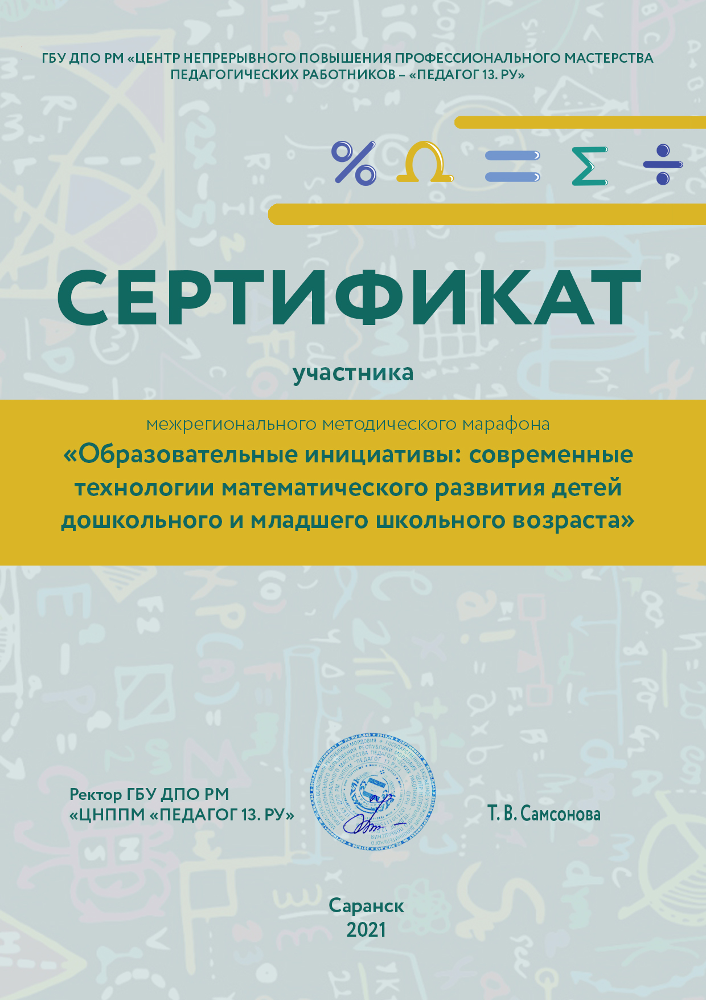 ГБУ ДПО РМ «ЦЕНТР НЕПРЕРЫВНОГО ПОВЫШЕНИЯ ПРОФЕССИОНАЛЬНОГО МАСТЕРСТВА
ПЕДАГОГИЧЕСКИХ РАБОТНИКОВ – «ПЕДАГОГ 13. РУ»
% Ω = Σ ÷
СЕРТИФИКАТ
участника
межрегионального методического марафона
«Образовательные инициативы: современные
технологии математического развития детей
дошкольного и младшего школьного возраста»
Ректор ГБУ ДПО РМ
«ЦНППМ «ПЕДАГОГ 13. РУ»
Т. В. Самсонова
Саранск
2021